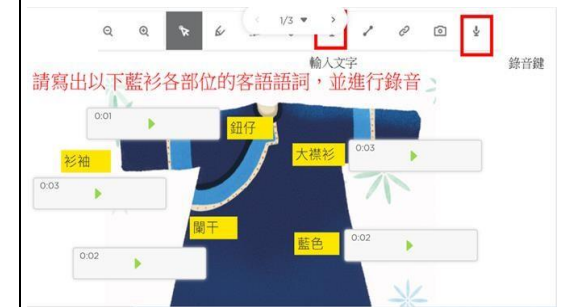 1/3
輸入文字
錄音鍵
請寫出以下藍衫各部位的客語語詞，並進行錄音
0:01
鈕仔
大襟衫
0:03
衫袖
0:03
闌干
藍色
0:02
0:02